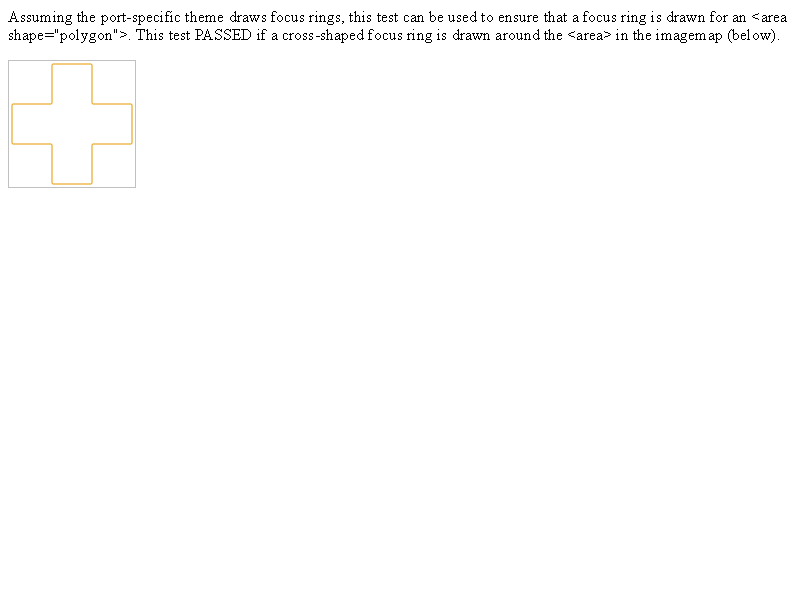 Assuming the port-specific theme draws focus rings, this test can be used to ensure that a focus ring is drawn for an <area
shape="polygon">. This test PASSED if a cross-shaped focus ring is drawn around the <area> in the imagemap (below).